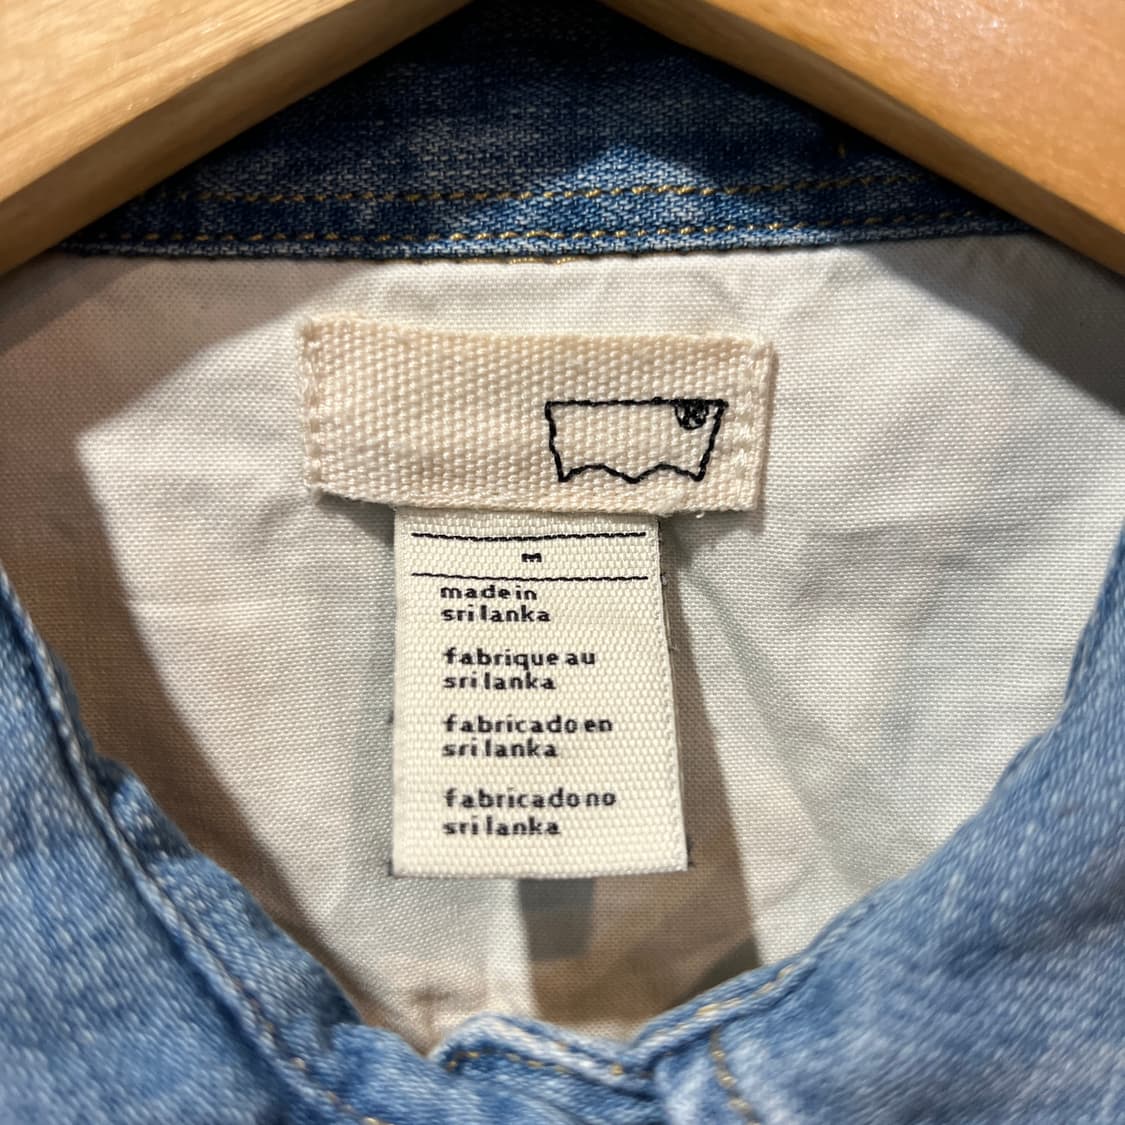 R
m
made in
sri lanka
fabrique au
sri lanka
fabricado en
sri lanka
fabricado no
sri lanka